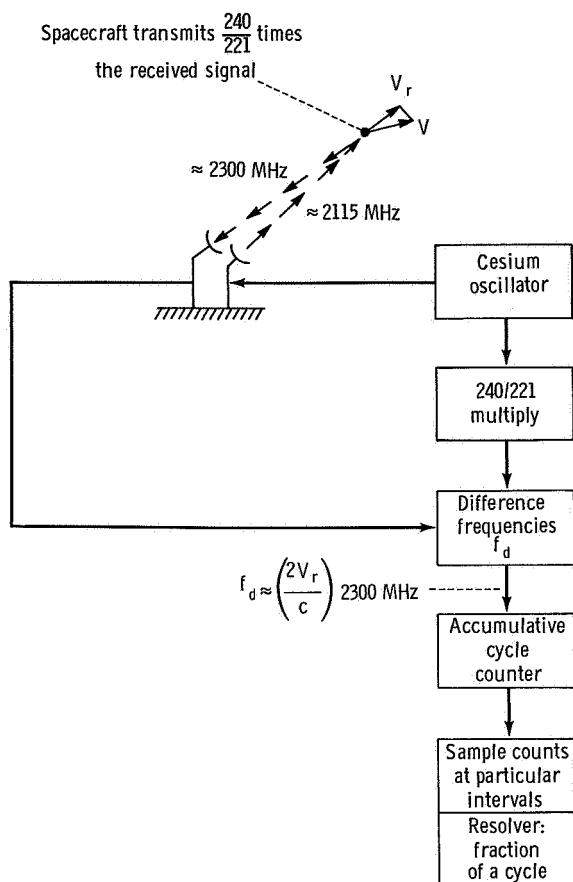 Spacecraft transmits 240/221 times
the received signal
V_r
V
≈ 2300 MHz
≈ 2115 MHz
Cesium
oscillator
240/221
multiply
Difference
frequencies
f_d
f_d ≈ (2V_r/c) 2300 MHz
Accumulative
cycle
counter
Sample counts
at particular
intervals
Resolver:
fraction
of a cycle